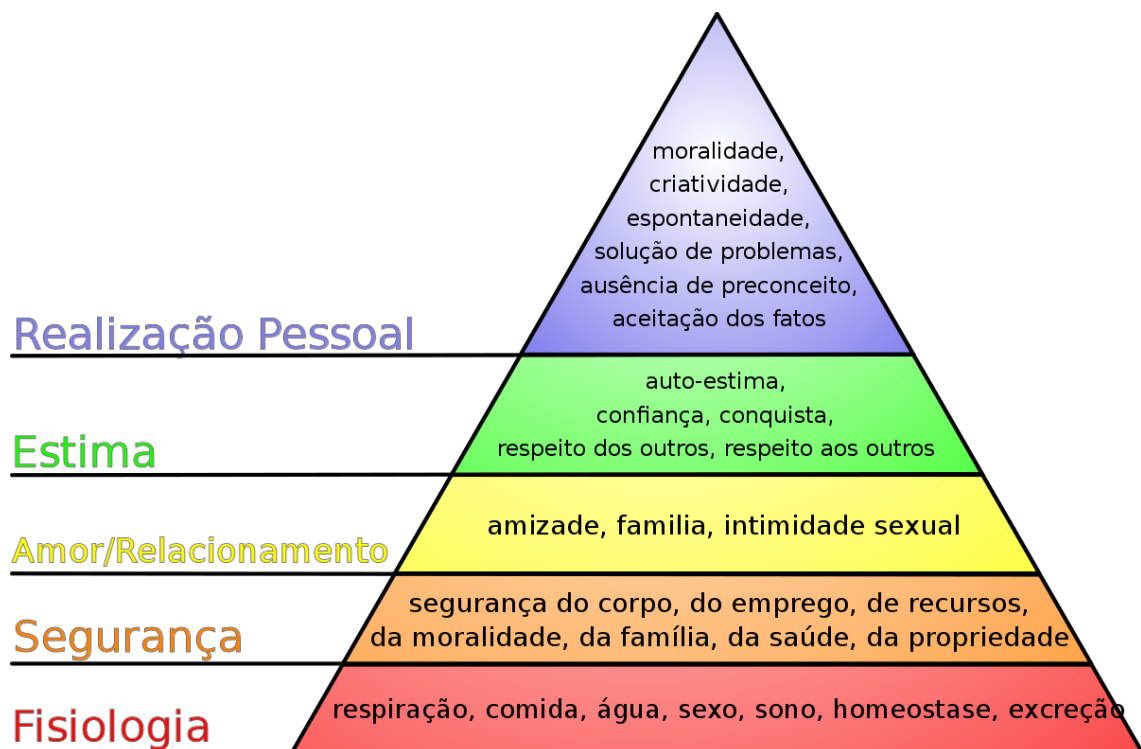 moralidade,
criatividade,
espontaneidade,
solução de problemas,
ausência de preconceito,
aceitação dos fatos
Realização Pessoal
auto-estima,
confiança, conquista,
respeito dos outros, respeito aos outros
Estima
amizade, familia, intimidade sexual
Amor/Relacionamento
segurança do corpo, do emprego, de recursos,
da moralidade, da família, da saúde, da propriedade
Segurança
respiração, comida, água, sexo, sono, homeostase, excreção
Fisiologia